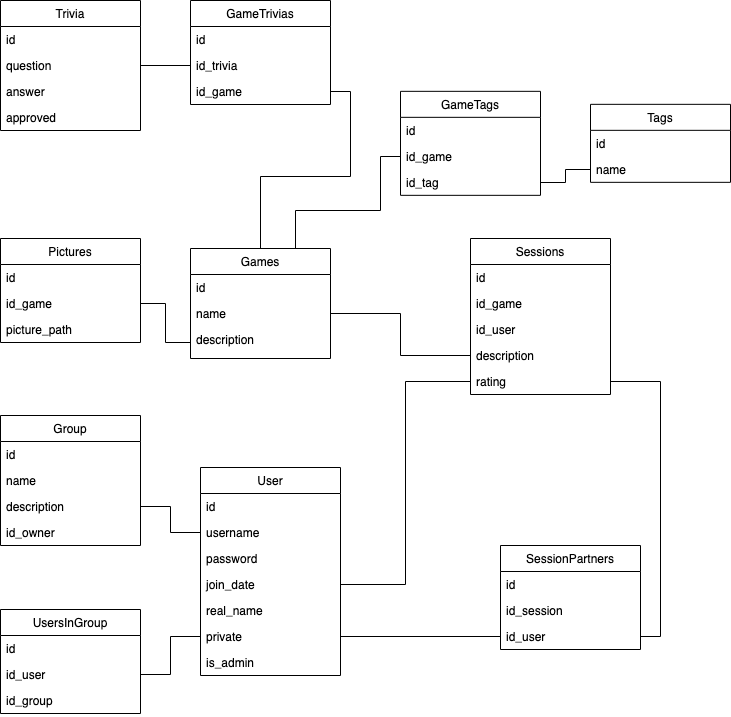 Trivia
id
question
answer
approved
GameTrivias
id
id_trivia
id_game
GameTags
id
id_game
id_tag
Tags
id
name
Pictures
id
id_game
picture_path
Games
id
name
description
Sessions
id
id_game
id_user
description
rating
Group
id
name
description
id_owner
User
id
username
password
join_date
real_name
private
is_admin
SessionPartners
id
id_session
id_user
UsersInGroup
id
id_user
id_group